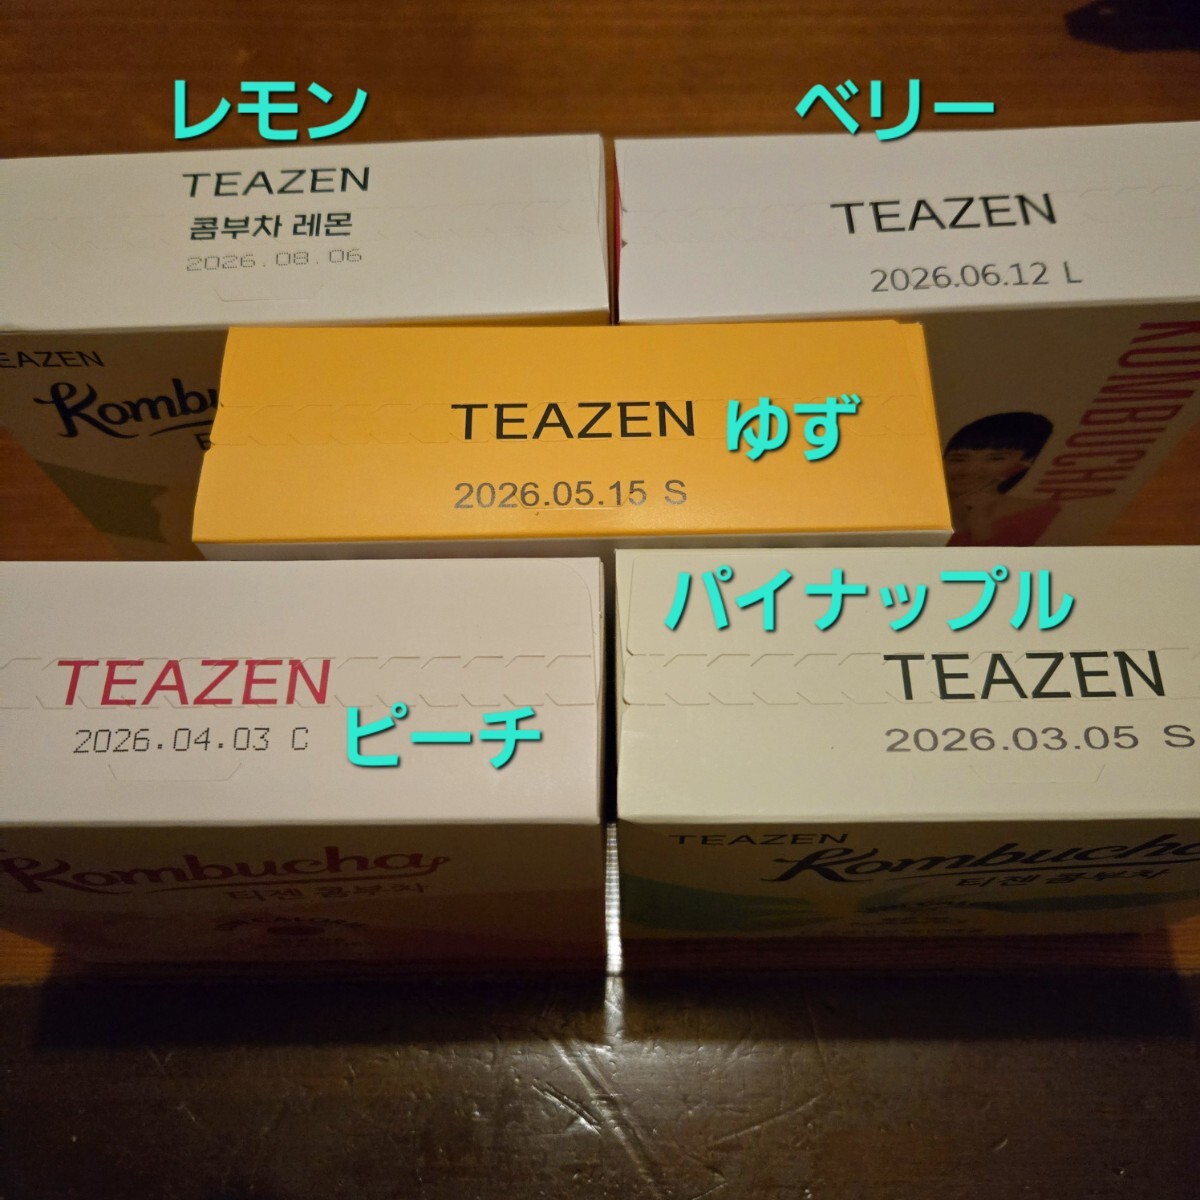 レモン
TEAZEN
콤부차 레몬
2026.08.06
ベリー
TEAZEN
2026.06.12 L
EAZEN
Kombu
KOMBUCHA
TEAZEN
ゆず
2026.05.15 S
TEAZEN
2026.04.03 C
ピーチ
Kombucha
티젠 콤부차
パイナップル
TEAZEN
2026.03.05 S
TEAZEN
Kombucha
티젠 콤부차